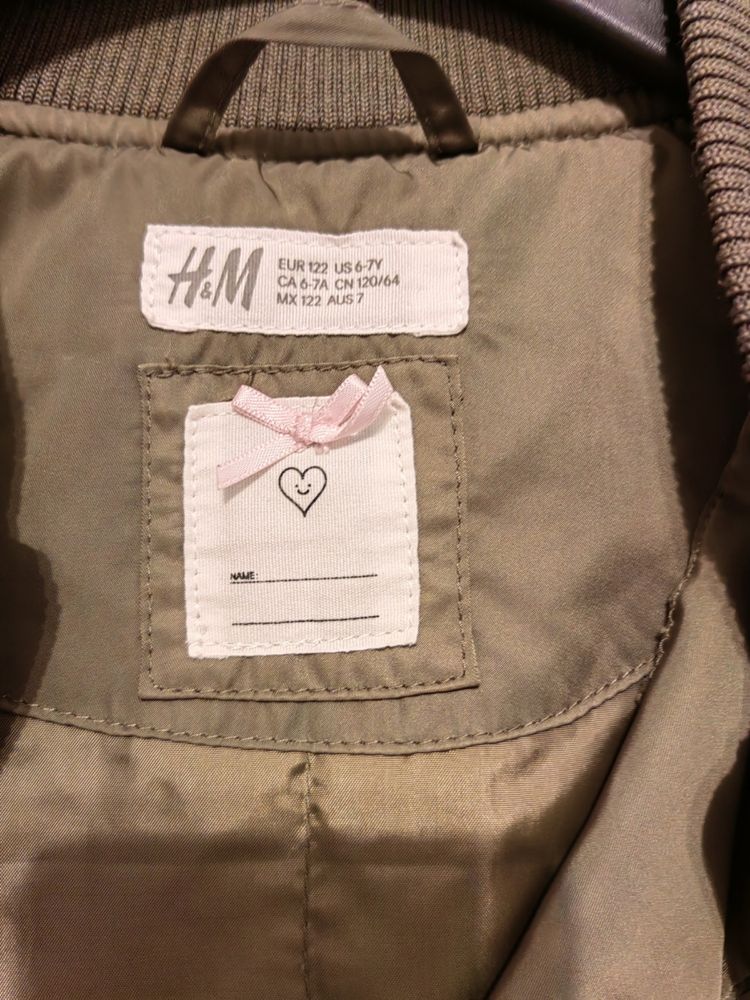 H&M
EUR 122 US 6-7Y
CA 6-7A CN 120/64
MX 122 AUS 7
NAME: